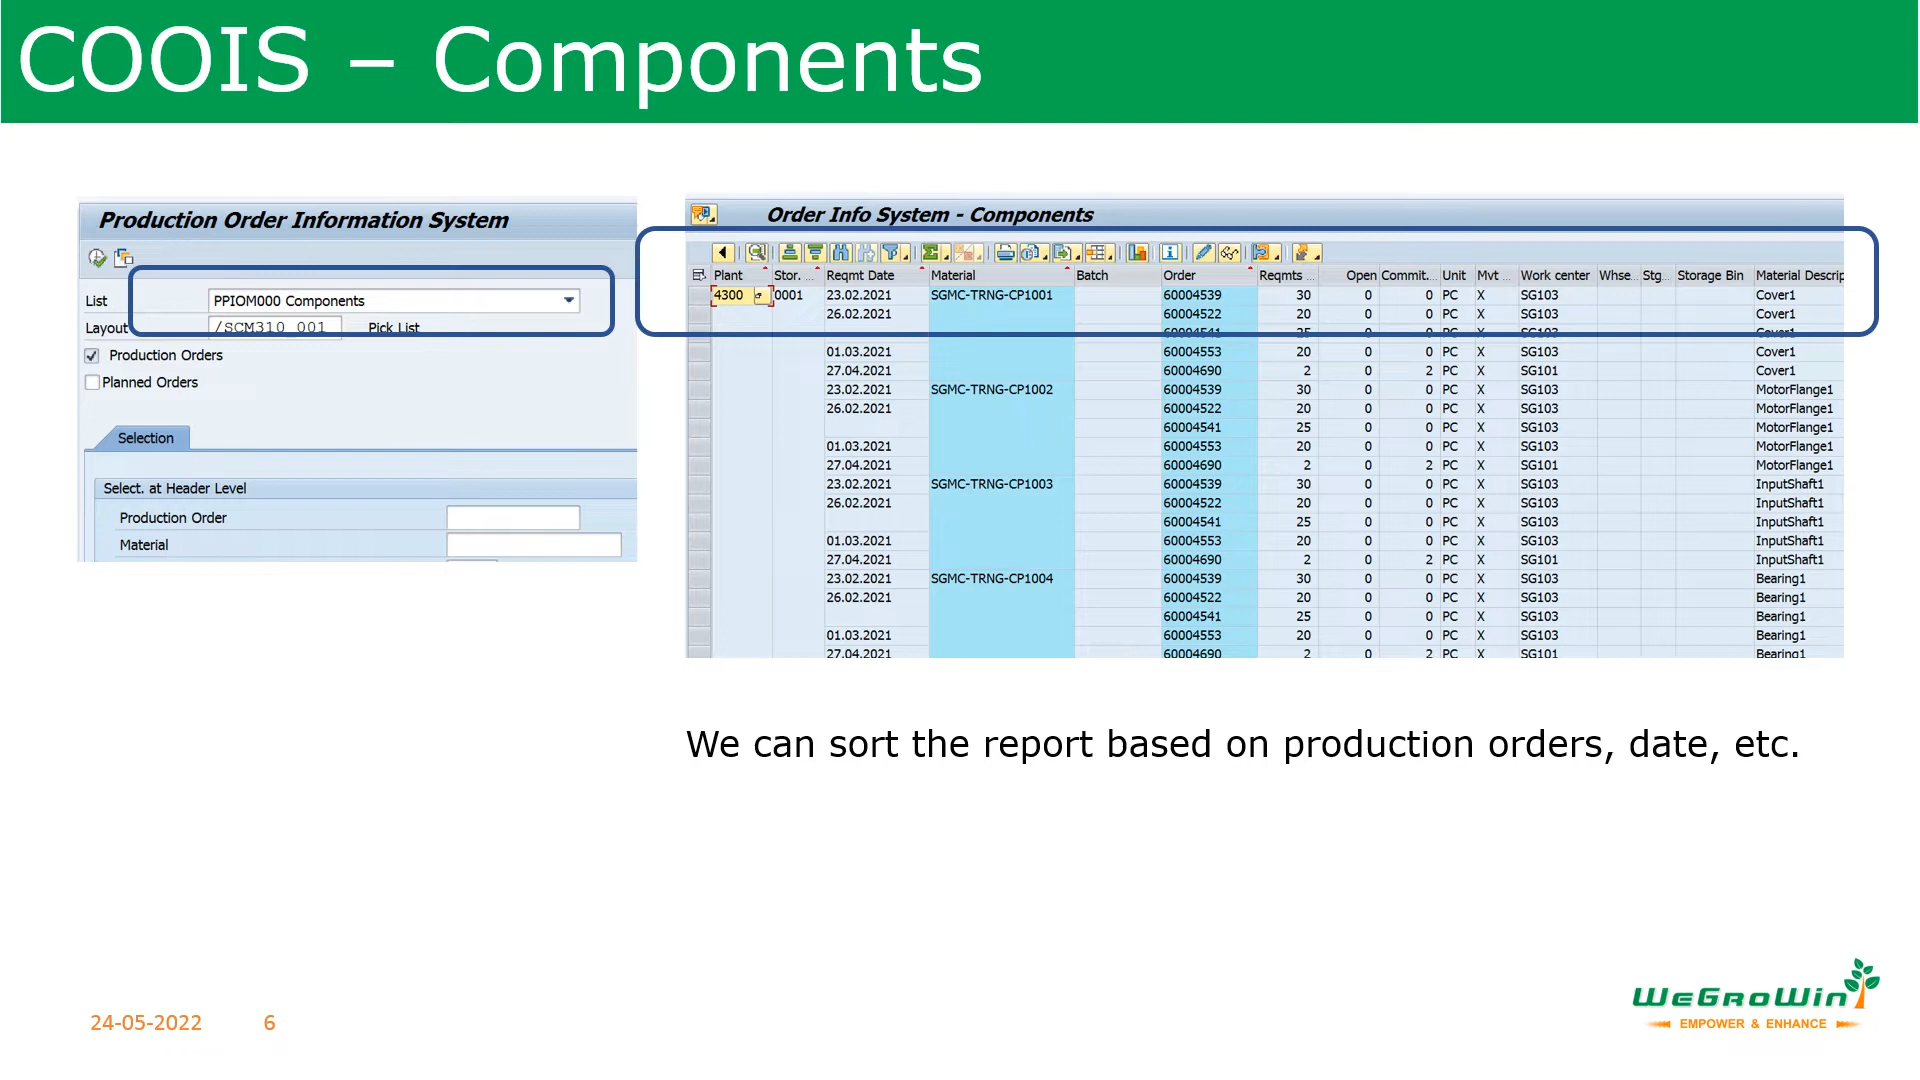 COOIS – Components
Production Order Information System
List PPIOM000 Components
Layout /SCM310_001 Pick List
Production Orders
Planned Orders
Selection
Select. at Header Level
Production Order
Material
Order Info System - Components
Plant Stor. ... Reqmt Date Material Batch Order Reqmts ... Open Commit... Unit Mvt ... Work center Whse... Stg... Storage Bin Material Descrip
4300 0001 23.02.2021 SGMC-TRNG-CP1001 60004539 30 0 0 PC X SG103 Cover1
26.02.2021 60004522 20 0 0 PC X SG103 Cover1
60004541 25 0 0 PC X SG103 Cover1
01.03.2021 60004553 20 0 0 PC X SG103 Cover1
27.04.2021 60004690 2 0 2 PC X SG101 Cover1
23.02.2021 SGMC-TRNG-CP1002 60004539 30 0 0 PC X SG103 MotorFlange1
26.02.2021 60004522 20 0 0 PC X SG103 MotorFlange1
60004541 25 0 0 PC X SG103 MotorFlange1
01.03.2021 60004553 20 0 0 PC X SG103 MotorFlange1
27.04.2021 60004690 2 0 2 PC X SG101 MotorFlange1
23.02.2021 SGMC-TRNG-CP1003 60004539 30 0 0 PC X SG103 InputShaft1
26.02.2021 60004522 20 0 0 PC X SG103 InputShaft1
60004541 25 0 0 PC X SG103 InputShaft1
01.03.2021 60004553 20 0 0 PC X SG103 InputShaft1
27.04.2021 60004690 2 0 2 PC X SG101 InputShaft1
23.02.2021 SGMC-TRNG-CP1004 60004539 30 0 0 PC X SG103 Bearing1
26.02.2021 60004522 20 0 0 PC X SG103 Bearing1
60004541 25 0 0 PC X SG103 Bearing1
01.03.2021 60004553 20 0 0 PC X SG103 Bearing1
27.04.2021 60004690 2 0 2 PC X SG101 Bearing1
We can sort the report based on production orders, date, etc.
24-05-2022 6
WeGroWin
EMPOWER & ENHANCE